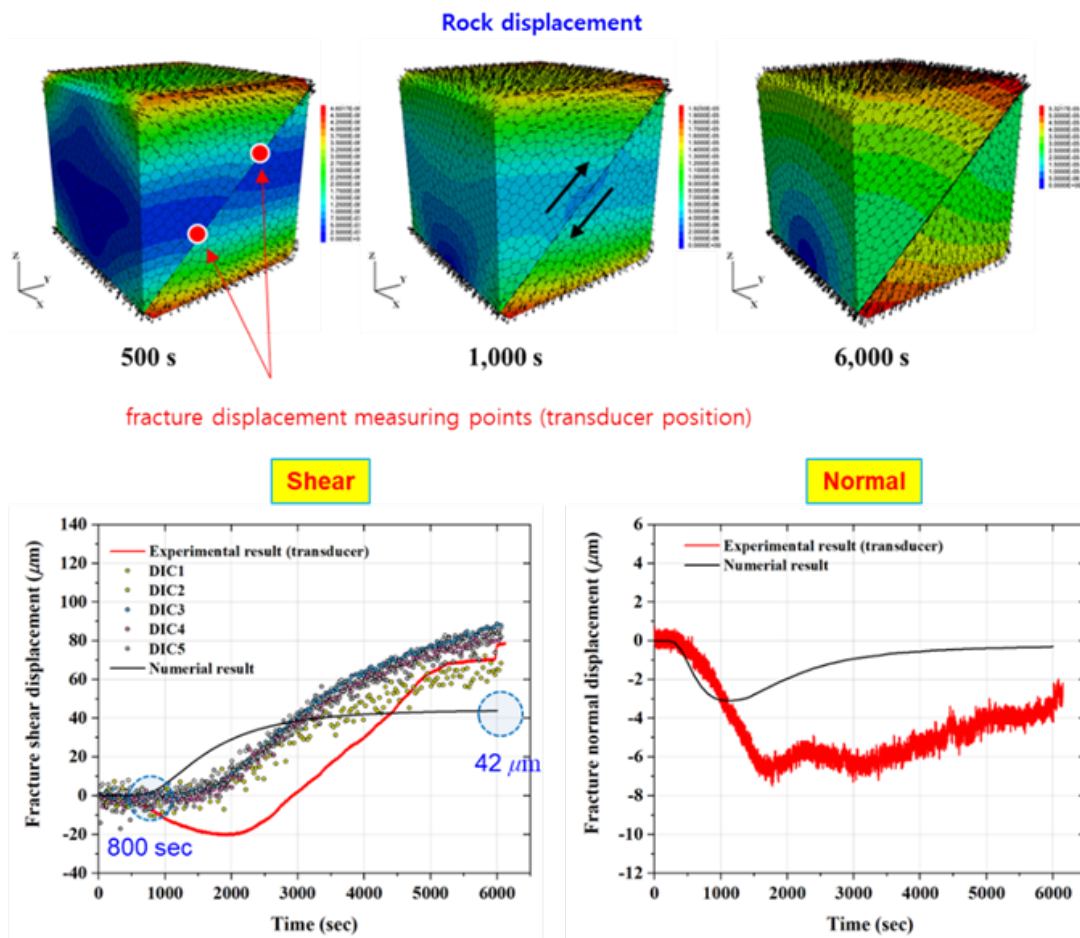 Rock displacement
Z
Y
X
Z
Y
X
Z
Y
X
500 s
1,000 s
6,000 s
fracture displacement measuring points (transducer position)
Shear
Normal
140
120
100
80
60
40
20
0
-20
-40
Fracture shear displacement (μm)
Experimental result (transducer)
DIC1
DIC2
DIC3
DIC4
DIC5
Numerial result
800 sec
42 μm
0
1000
2000
3000
4000
5000
6000
Time (sec)
6
4
2
0
-2
-4
-6
-8
-10
-12
Fracture normal displacement (μm)
Experimental result (transducer)
Numerial result
0
1000
2000
3000
4000
5000
6000
Time (sec)